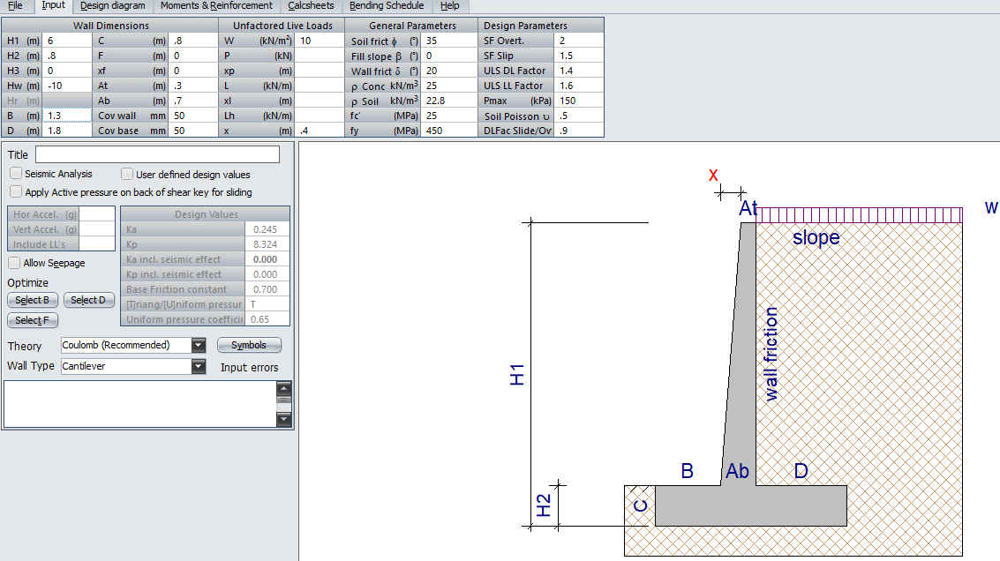 File Input Design diagram Moments & Reinforcement Calcsheets Bending Schedule Help
Wall Dimensions Unfactored Live Loads General Parameters Design Parameters
H1 (m) 6 C (m) .8 W (kN/m²) 10 Soil frict ϕ (°) 35 SF Overt. 2
H2 (m) .8 F (m) 0 P (kN) Fill slope β (°) 0 SF Slip 1.5
H3 (m) 0 xf (m) 0 xp (m) Wall frict δ (°) 20 ULS DL Factor 1.4
Hw (m) -10 At (m) .3 L (kN/m) ρ Conc kN/m3 25 ULS LL Factor 1.6
Hr (m) Ab (m) .7 xl (m) ρ Soil kN/m3 22.8 Pmax (kPa) 150
B (m) 1.3 Cov wall mm 50 Lh (kN/m) fc' (MPa) 25 Soil Poisson υ .5
D (m) 1.8 Cov base mm 50 x (m) .4 fy (MPa) 450 DLFac Slide/Ov .9
Title
Seismic Analysis User defined design values
Apply Active pressure on back of shear key for sliding
Hor Accel. (g) Design Values
Vert Accel. (g) Ka 0.245
Include LL's Kp 8.324
Allow Seepage Ka incl. seismic effect 0.000
Kp incl. seismic effect 0.000
Optimize Base Friction constant 0.700
Select B Select D [T]riang/[U]niform pressur T
Select F Uniform pressure coefficie 0.65
Theory Coulomb (Recommended) Symbols
Wall Type Cantilever Input errors
X
At
W
slope
H1
wall friction
B Ab D
H2
C